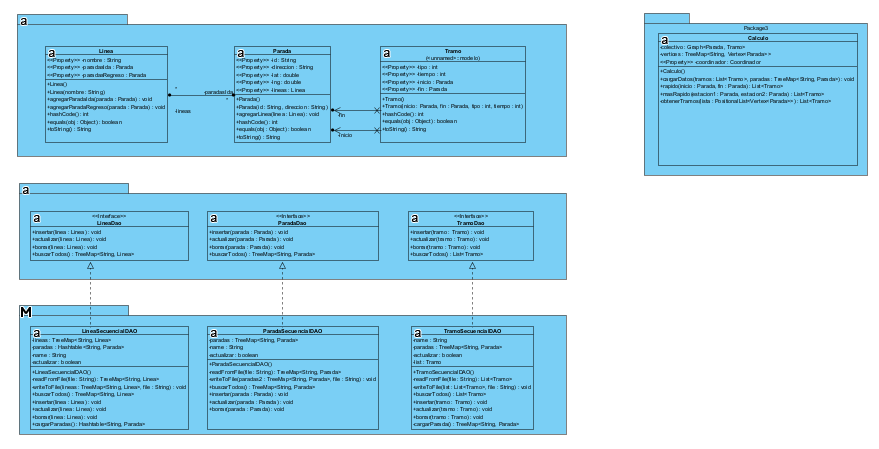 a
a
Linea
<<Property>> -nombre : String
<<Property>> -paradasIda : Parada
<<Property>> -paradasRegreso : Parada
+Linea()
+Linea(nombre : String)
+agregarParadaIda(parada : Parada) : void
+agregarParadaRegreso(parada : Parada) : void
+hashCode() : int
+equals(obj : Object) : boolean
+toString() : String
*
-paradasIda
*
-lineas
a
Parada
<<Property>> -id : String
<<Property>> -direccion : String
<<Property>> -lat : double
<<Property>> -lng : double
<<Property>> -lineas : Linea
+Parada()
+Parada(id : String, direccion : String)
+agregarLinea(linea : Linea) : void
+hashCode() : int
+equals(obj : Object) : boolean
+toString() : String
-fin
-inicio
a
Tramo
(<unnamed>::modelo)
<<Property>> -tipo : int
<<Property>> -tiempo : int
<<Property>> -inicio : Parada
<<Property>> -fin : Parada
+Tramo()
+Tramo(inicio : Parada, fin : Parada, tipo : int, tiempo : int)
+hashCode() : int
+equals(obj : Object) : boolean
+toString() : String
Package3
a
Calculo
-colectivo : Graph<Parada, Tramo>
-vertices : TreeMap<String, Vertex<Parada>>
<<Property>> -coordinador : Coordinador
+Calculo()
+cargarDatos(tramos : List<Tramo>, paradas : TreeMap<String, Parada>) : void
+rapido(inicio : Parada, fin : Parada) : List<Tramo>
+masRapido(estacion1 : Parada, estacion2 : Parada) : List<Tramo>
-obtenerTramos(lista : PositionalList<Vertex<Parada>>) : List<Tramo>
a
a
<<Interface>>
LineaDao
+insertar(linea : Linea) : void
+actualizar(linea : Linea) : void
+borrar(linea : Linea) : void
+buscarTodos() : TreeMap<String, Linea>
a
<<Interface>>
ParadaDao
+insertar(parada : Parada) : void
+actualizar(parada : Parada) : void
+borrar(parada : Parada) : void
+buscarTodos() : TreeMap<String, Parada>
a
<<Interface>>
TramoDao
+insertar(tramo : Tramo) : void
+actualizar(tramo : Tramo) : void
+borrar(tramo : Tramo) : void
+buscarTodos() : List<Tramo>
M
a
LineaSecuencialDAO
-lineas : TreeMap<String, Linea>
-paradas : Hashtable<String, Parada>
-name : String
-actualizar : boolean
+LineaSecuencialDAO()
-readFromFile(file : String) : TreeMap<String, Linea>
-writeToFile(lineas : TreeMap<String, Linea>, file : String) : void
+buscarTodos() : TreeMap<String, Linea>
+insertar(linea : Linea) : void
+actualizar(linea : Linea) : void
+borrar(linea : Linea) : void
-cargarParadas() : Hashtable<String, Parada>
a
ParadaSecuencialDAO
-paradas : TreeMap<String, Parada>
-name : String
-actualizar : boolean
+ParadaSecuencialDAO()
-readFromFile(file : String) : TreeMap<String, Parada>
-writeToFile(paradas2 : TreeMap<String, Parada>, file : String) : void
+buscarTodos() : TreeMap<String, Parada>
+insertar(parada : Parada) : void
+actualizar(parada : Parada) : void
+borrar(parada : Parada) : void
a
TramoSecuencialDAO
-name : String
-paradas : TreeMap<String, Parada>
-actualizar : boolean
-list : Tramo
+TramoSecuencialDAO()
-readFromFile(file : String) : List<Tramo>
-writeToFile(list : List<Tramo>, file : String) : void
+buscarTodos() : List<Tramo>
+insertar(tramo : Tramo) : void
+actualizar(tramo : Tramo) : void
+borrar(tramo : Tramo) : void
-cargarParada() : TreeMap<String, Parada>